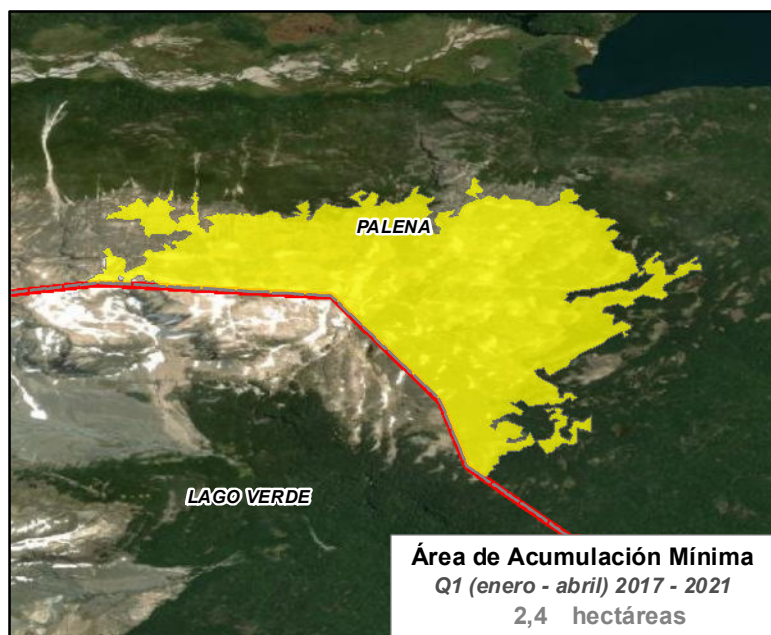 PALENA
LAGO VERDE
Área de Acumulación Mínima
Q1 (enero - abril) 2017 - 2021
2,4 hectáreas